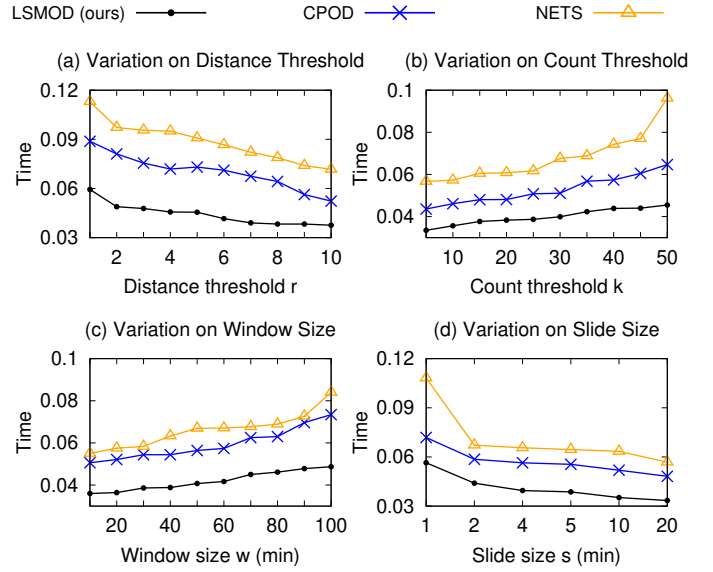 LSMOD (ours) CPOD NETS
(a) Variation on Distance Threshold
0.12
0.09
0.06
0.03
Time
2 4 6 8 10
Distance threshold r
(b) Variation on Count Threshold
0.1
0.08
0.06
0.04
Time
10 20 30 40 50
Count threshold k
(c) Variation on Window Size
0.1
0.08
0.06
0.04
Time
20 40 60 80 100
Window size w (min)
(d) Variation on Slide Size
0.12
0.09
0.06
0.03
Time
1 2 4 5 10 20
Slide size s (min)